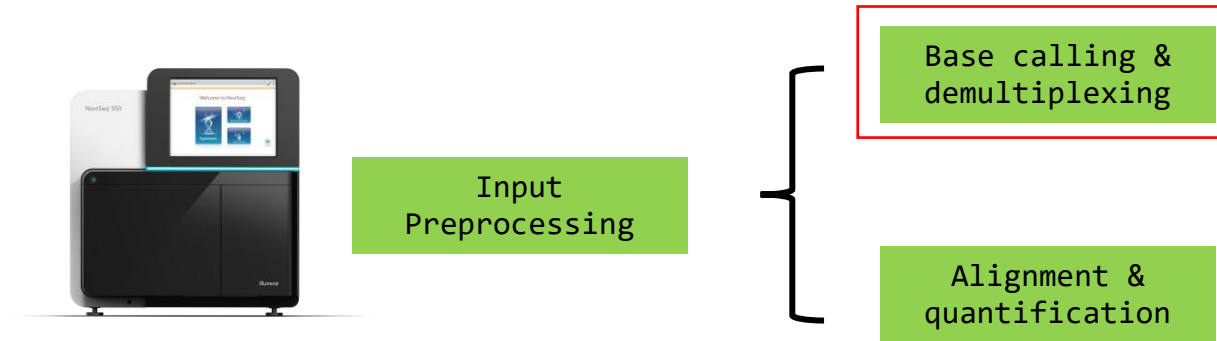 NextSeq 550
Welcome to NextSeq
illumina
Input
Preprocessing
Base calling &
demultiplexing
Alignment &
quantification